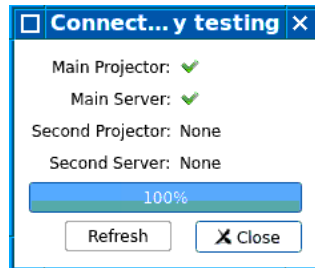 Connect...y testing
Main Projector:
Main Server:
Second Projector: None
Second Server: None
100%
Refresh Close